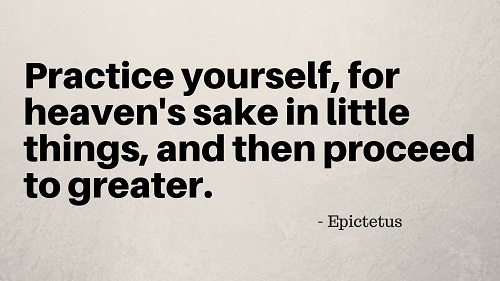 Practice yourself, for
heaven's sake in little
things, and then proceed
to greater.
- Epictetus